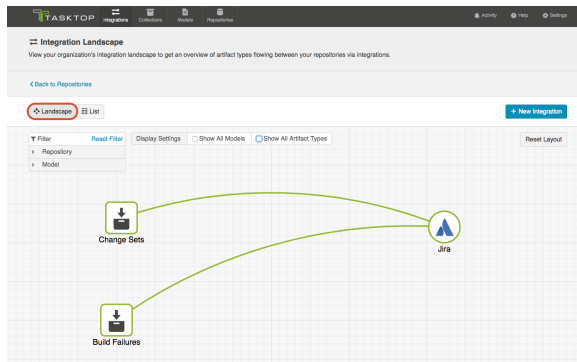 TASKTOP
Integrations
Collections
Models
Repositories
Activity
Help
Settings
Integration Landscape
View your organization's integration landscape to get an overview of artifact types flowing between your repositories via integrations.
Back to Repositories
Landscape
List
+ New Integration
Filter
Reset Filter
Display Settings
Show All Models
Show All Artifact Types
Reset Layout
Repository
Model
Change Sets
Jira
Build Failures